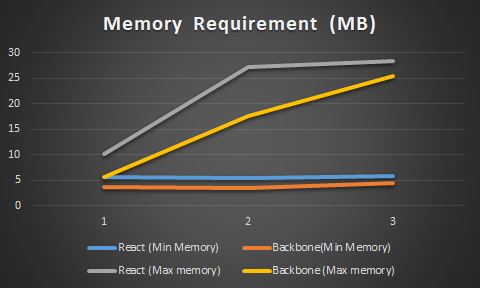 Memory Requirement (MB)
30
25
20
15
10
5
0
1 2 3
React (Min Memory) Backbone(Min Memory)
React (Max memory) Backbone (Max memory)